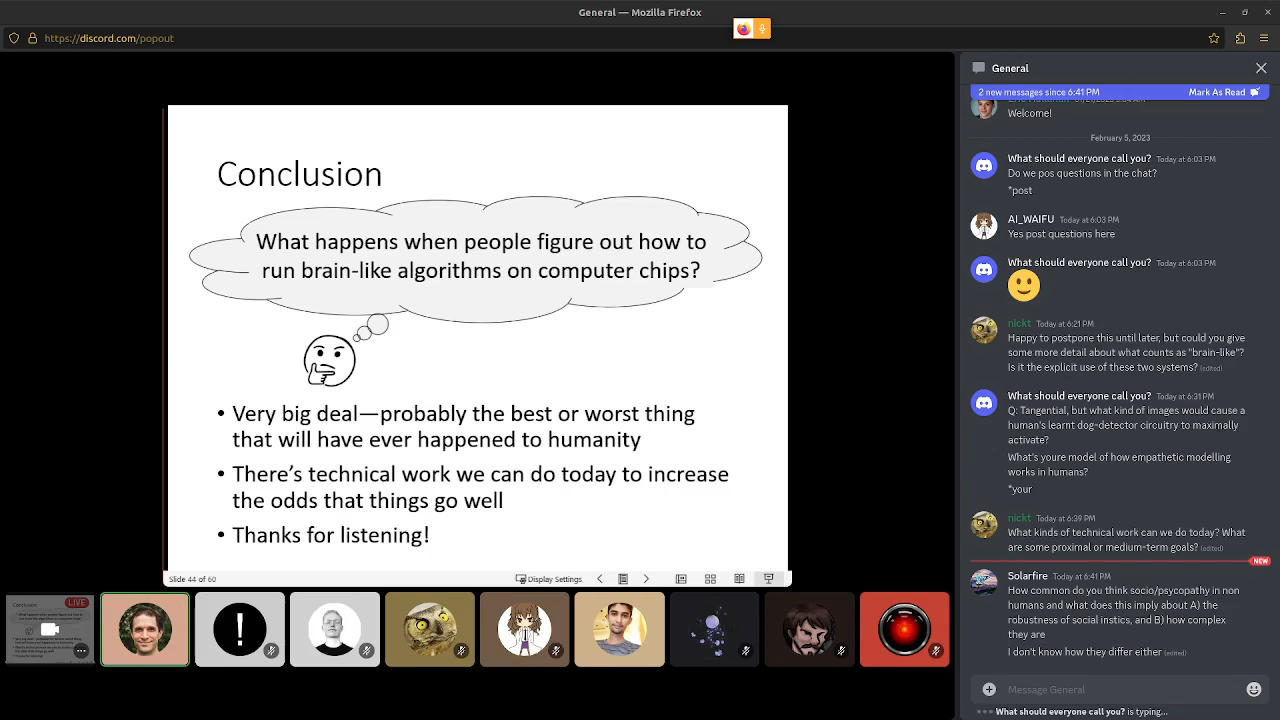 General — Mozilla Firefox
https://discord.com/popout
Conclusion
What happens when people figure out how to
run brain-like algorithms on computer chips?
• Very big deal—probably the best or worst thing
that will have ever happened to humanity
• There's technical work we can do today to increase
the odds that things go well
• Thanks for listening!
Slide 44 of 60
Display Settings
LIVE
Conclusion
General
2 new messages since 6:41 PM
Mark As Read
Welcome!
February 5, 2023
What should everyone call you? Today at 6:03 PM
Do we pos questions in the chat?
*post
AI_WAIFU Today at 6:03 PM
Yes post questions here
What should everyone call you? Today at 6:03 PM
nickt Today at 6:21 PM
Happy to postpone this until later, but could you give
some more detail about what counts as "brain-like"?
Is it the explicit use of these two systems? (edited)
What should everyone call you? Today at 6:31 PM
Q: Tangential, but what kind of images would cause a
human's learnt dog-detector circuitry to maximally
activate?
What's youre model of how empathetic modelling
works in humans?
*your
nickt Today at 6:39 PM
What kinds of technical work can we do today? What
are some proximal or medium-term goals? (edited)
NEW
Solarfire Today at 6:41 PM
How common do you think socio/psycopathy in non
humans and what does this imply about A) the
robustness of social instics, and B) how complex
they are
I don't know how they differ either (edited)
Message General
What should everyone call you? is typing...